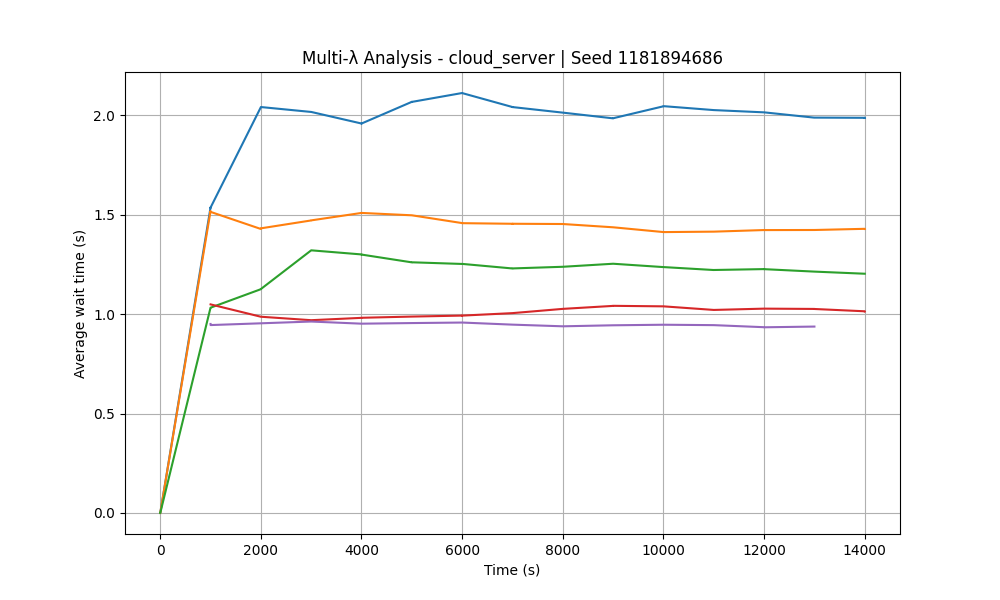 Multi-λ Analysis - cloud_server | Seed 1181894686
Average wait time (s)
2.0
1.5
1.0
0.5
0.0
0 2000 4000 6000 8000 10000 12000 14000
Time (s)